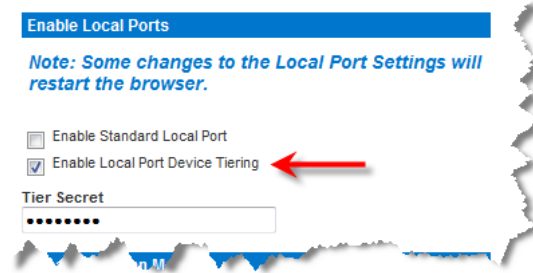 Enable Local Ports
Note: Some changes to the Local Port Settings will
restart the browser.
Enable Standard Local Port
Enable Local Port Device Tiering
Tier Secret
••••••••